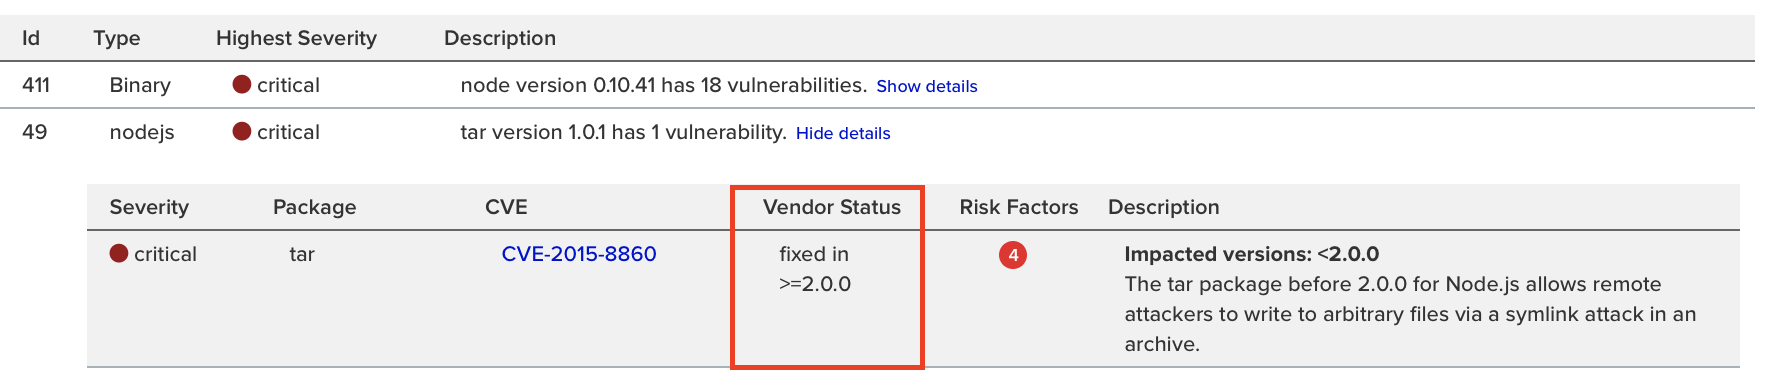 Id Type Highest Severity Description
411 Binary critical node version 0.10.41 has 18 vulnerabilities. Show details
49 nodejs critical tar version 1.0.1 has 1 vulnerability. Hide details
Severity Package CVE Vendor Status Risk Factors Description
critical tar CVE-2015-8860 fixed in 4 Impacted versions: <2.0.0
>=2.0.0 The tar package before 2.0.0 for Node.js allows remote
attackers to write to arbitrary files via a symlink attack in an
archive.